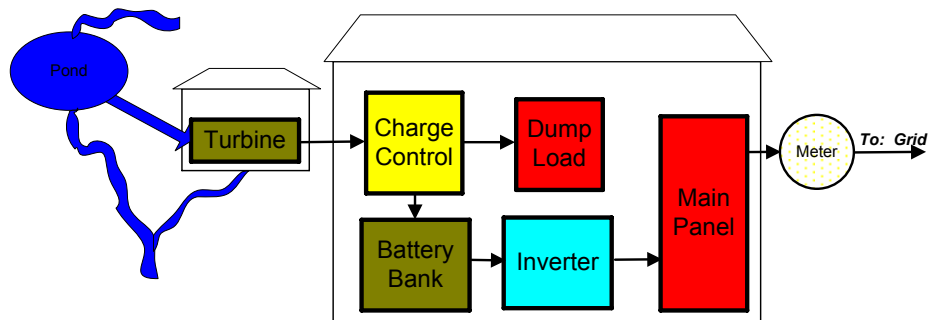 Pond
Turbine
Charge
Control
Dump
Load
Battery
Bank
Inverter
Main
Panel
Meter
To: Grid